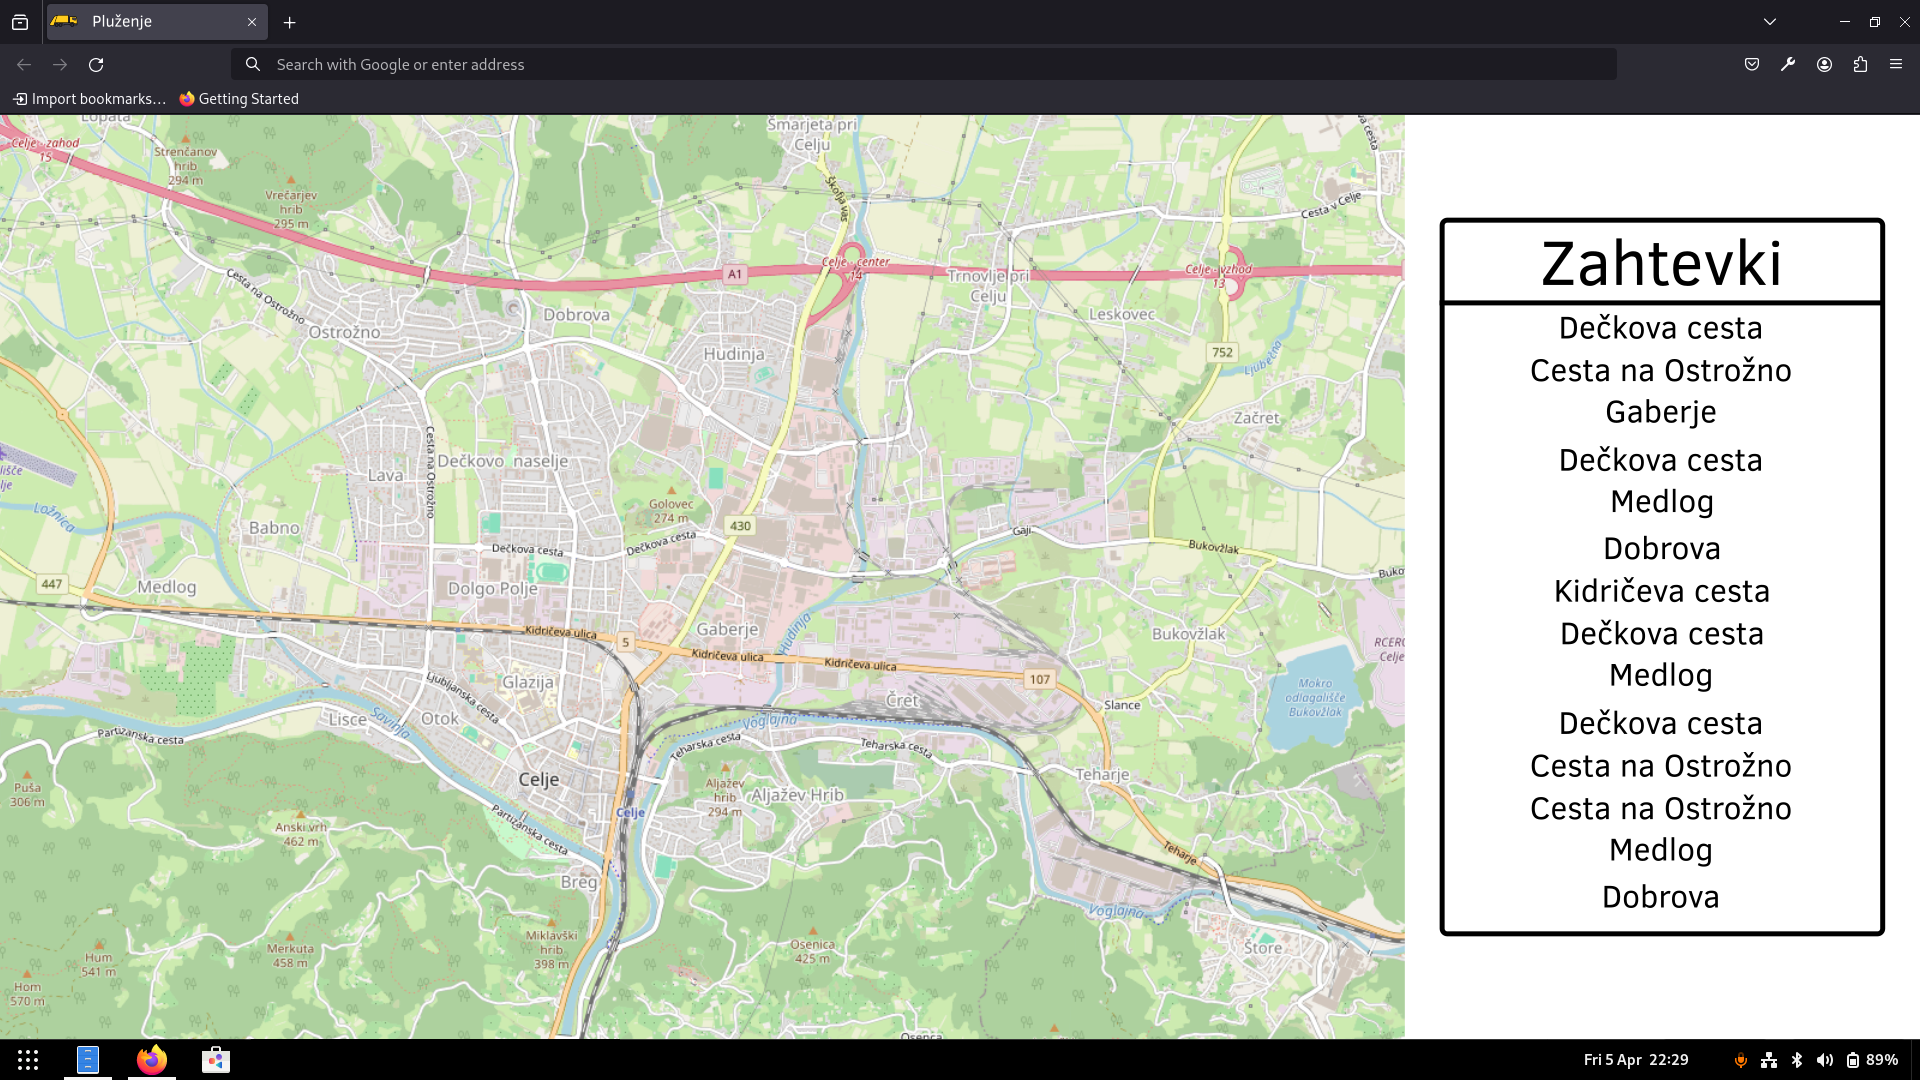 Pluženje
Search with Google or enter address
Import bookmarks...
Getting Started
Lopata
Celje - zahod
15
Strenčanov
hrib
294 m
Vrečarjev
hrib
295 m
Šmarjeta pri
Celju
Škofja vas
Cesta v Celje
A1
Celje - center
14
Trnovlje pri
Celju
Celje - vzhod
13
Cesta na Ostrožno
Ostrožno
Dobrova
Leskovec
Hudinja
752
Ljubečna
Začret
Cesta na Ostrožno
Lava
Dečkovo naselje
Golovec
274 m
Ložnica
Babno
430
Gaji
Dečkova cesta
Dečkova cesta
Bukovžlak
447
Medlog
Dolgo Polje
Kidričeva ulica
5
Gaberje
Hudinja
Bukovžlak
RCERO
Celje
Kidričeva ulica
Kidričeva ulica
107
Glazija
Ljubljanska cesta
Čret
Slance
Mokro
odlagališče
Bukovžlak
Lisce
Savinja
Otok
Voglajna
Partizanska cesta
Teharska cesta
Teharska cesta
Celje
Teharje
Puša
306 m
Aljažev
hrib
294 m
Aljažev Hrib
Celje
Anski vrh
462 m
Partizanska cesta
Teharje
Breg
Voglajna
Miklavški
hrib
398 m
Merkuta
458 m
Osenica
425 m
Štore
Hum
541 m
Hom
570 m
Osenca
Zahtevki
Dečkova cesta
Cesta na Ostrožno
Gaberje
Dečkova cesta
Medlog
Dobrova
Kidričeva cesta
Dečkova cesta
Medlog
Dečkova cesta
Cesta na Ostrožno
Cesta na Ostrožno
Medlog
Dobrova
Fri 5 Apr 22:29
89%